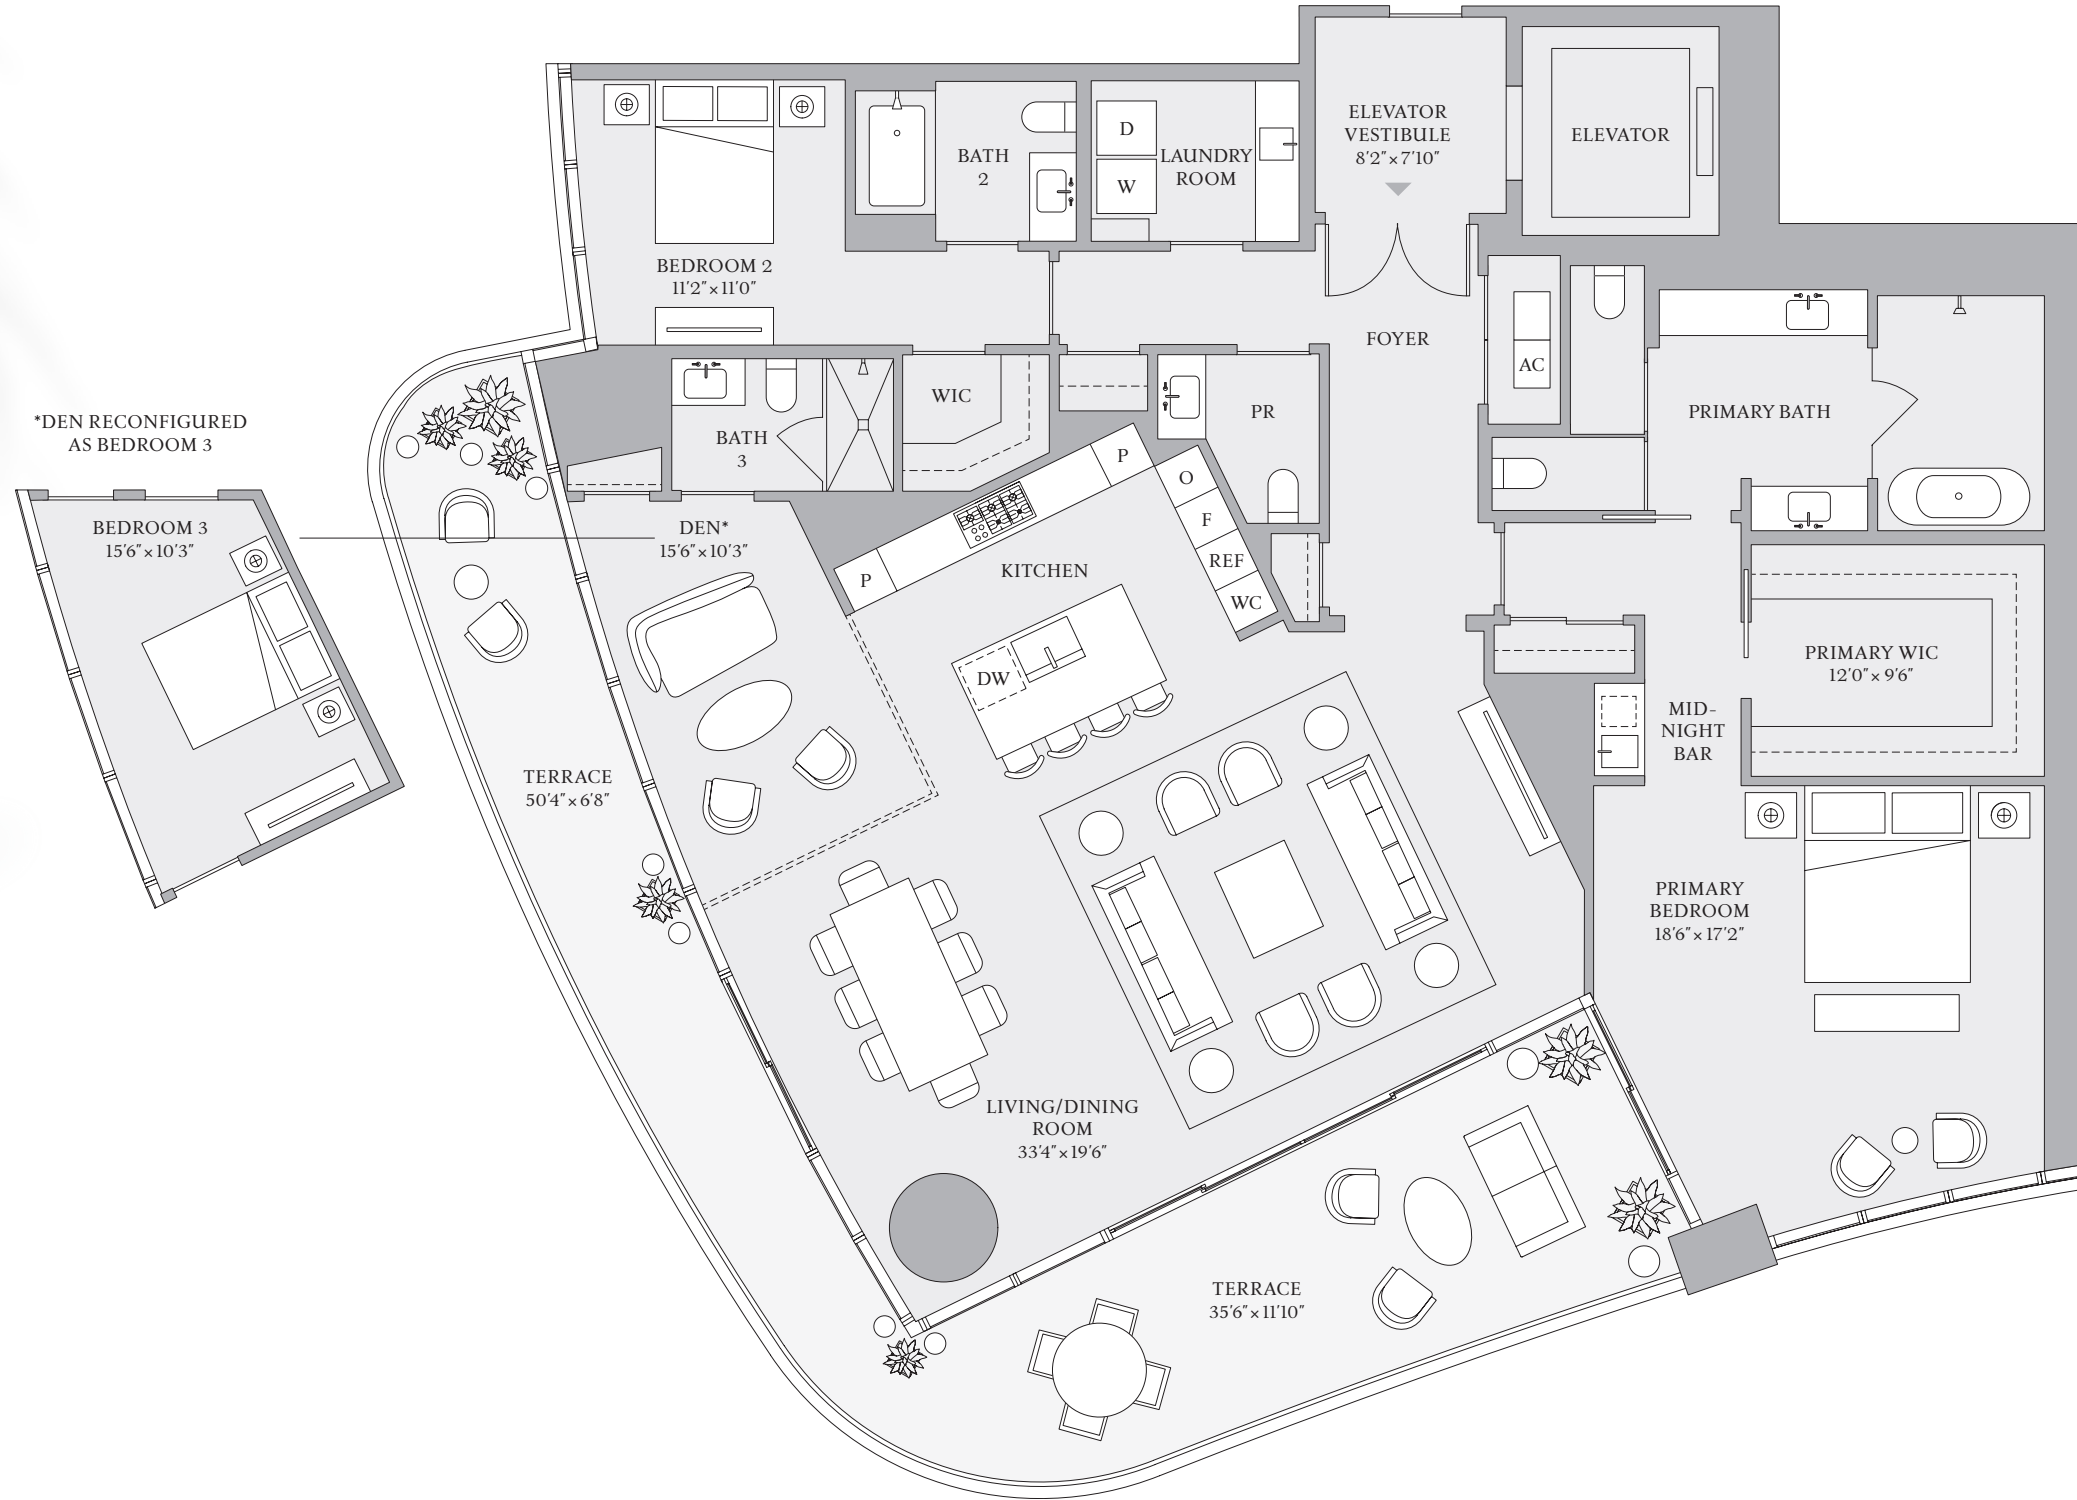 ELEVATOR
VESTIBULE
8'2"×7'10"
ELEVATOR
D
W
LAUNDRY
ROOM
BATH
2
BEDROOM 2
11'2"×11'0"
FOYER
AC
WIC
PR
PRIMARY BATH
BATH
3
*DEN RECONFIGURED
AS BEDROOM 3
BEDROOM 3
15'6"×10'3"
DEN*
15'6"×10'3"
P
P
O
F
REF
WC
KITCHEN
DW
PRIMARY WIC
12'0"×9'6"
MID-
NIGHT
BAR
TERRACE
50'4"×6'8"
PRIMARY
BEDROOM
18'6"×17'2"
LIVING/DINING
ROOM
33'4"×19'6"
TERRACE
35'6"×11'10"